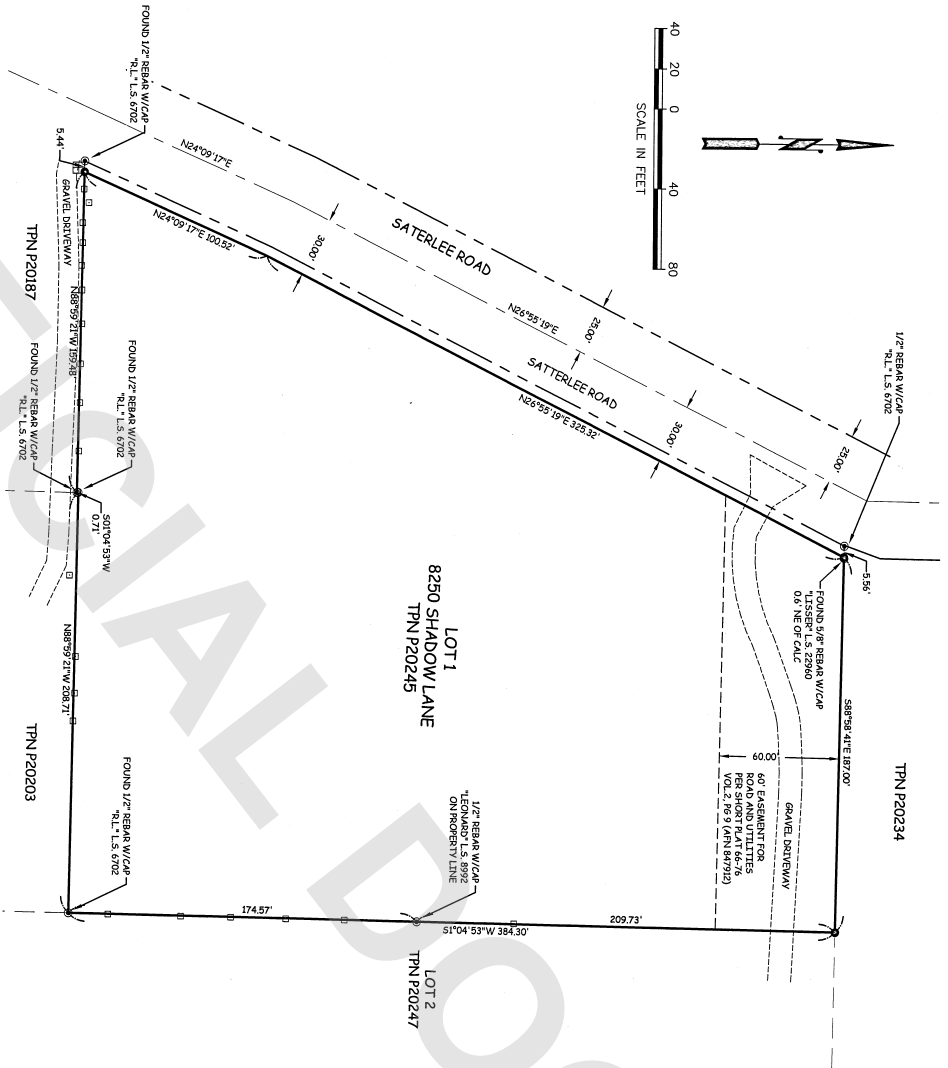 FOUND 1/2" REBAR W/CAP
"R.L." L.S. 6702
40
20
0
40
80
SCALE IN FEET
N24°09'17"E
SATERLEE ROAD
30.00'
25.00'
N26°55'19"E
SATTERLEE ROAD
1/2" REBAR W/CAP
"R.L." L.S. 6702
25.00'
30.00'
5.56'
FOUND 5/8" REBAR W/CAP
"LISSER" L.S. 22960
0.6' NE OF CALC
S88°58'41"E 187.00'
TPN P20234
5.44'
GRAVEL DRIVEWAY
TPN P20187
N24°09'17"E 100.52'
N26°55'19"E 325.32'
60.00'
60' EASEMENT FOR
ROAD AND UTILITIES
PER SHORT PLAT 66-76
VOL 2, PG 9 (AFN 847912)
GRAVEL DRIVEWAY
N88°59'21"W 159.48'
FOUND 1/2" REBAR W/CAP
"R.L." L.S. 6702
FOUND 1/2" REBAR W/CAP
"R.L." L.S. 6702
S01°04'53"W
0.71'
LOT 1
8250 SHADOW LANE
TPN P20245
N88°59'21"W 208.71'
TPN P20203
FOUND 1/2" REBAR W/CAP
"R.L." L.S. 6702
1/2" REBAR W/CAP
"LEONARD" L.S. 8992
ON PROPERTY LINE
174.57'
209.73'
S1°04'53"W 384.30'
LOT 2
TPN P20247
ICIAL DO